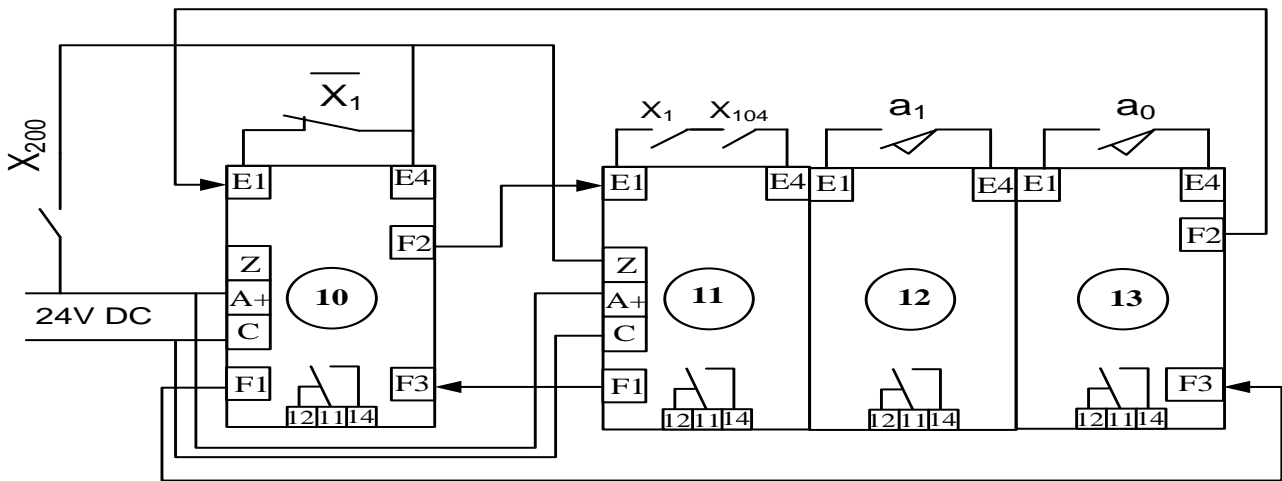 X₁ X₁ X₁₀₄ a₁ a₀
X₂₀₀
E1 E4 E1 E4 E1 E4 E1 E4
F2 F2
Z Z
10 11 12 13
A+ A+
24V DC
C C
F1 F3 F1 F3
12 11 14 12 11 14 12 11 14 12 11 14